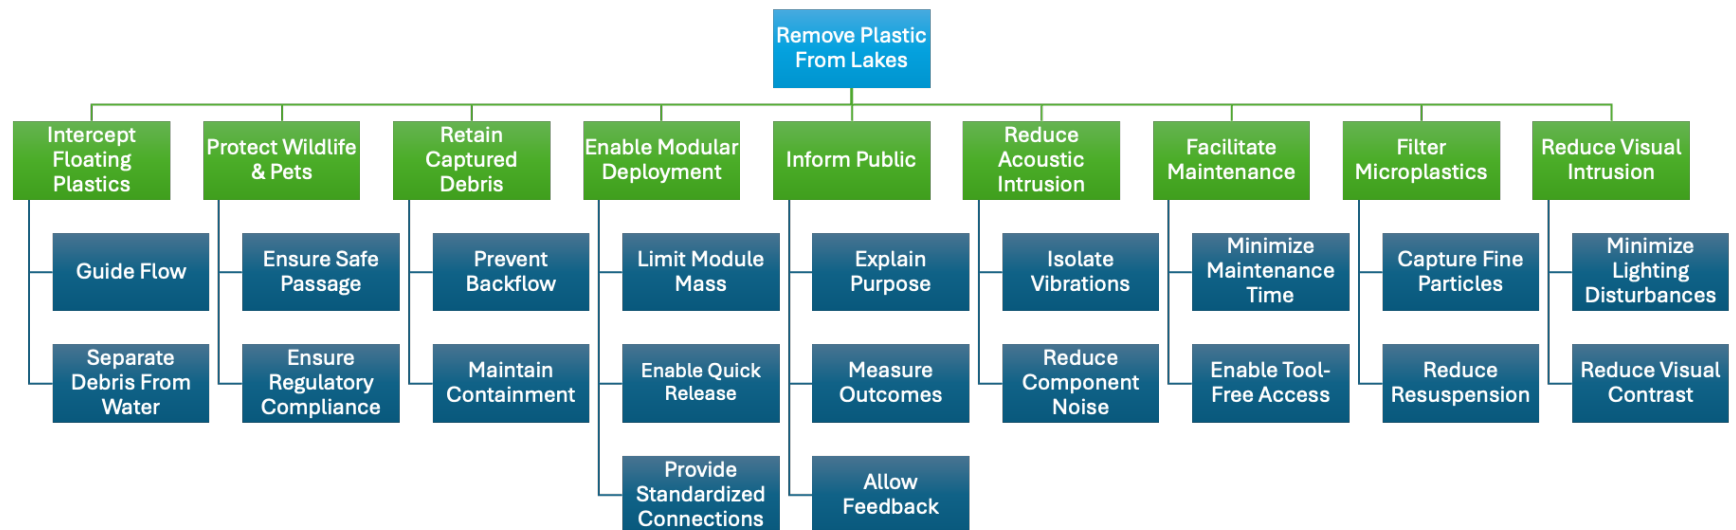 Remove Plastic
From Lakes
Intercept
Floating
Plastics
Protect Wildlife
& Pets
Retain
Captured
Debris
Enable Modular
Deployment
Inform Public
Reduce
Acoustic
Intrusion
Facilitate
Maintenance
Filter
Microplastics
Reduce Visual
Intrusion
Guide Flow
Ensure Safe
Passage
Prevent
Backflow
Limit Module
Mass
Explain
Purpose
Isolate
Vibrations
Minimize
Maintenance
Time
Capture Fine
Particles
Minimize
Lighting
Disturbances
Separate
Debris From
Water
Ensure
Regulatory
Compliance
Maintain
Containment
Enable Quick
Release
Measure
Outcomes
Reduce
Component
Noise
Enable Tool-
Free Access
Reduce
Resuspension
Reduce Visual
Contrast
Provide
Standardized
Connections
Allow
Feedback